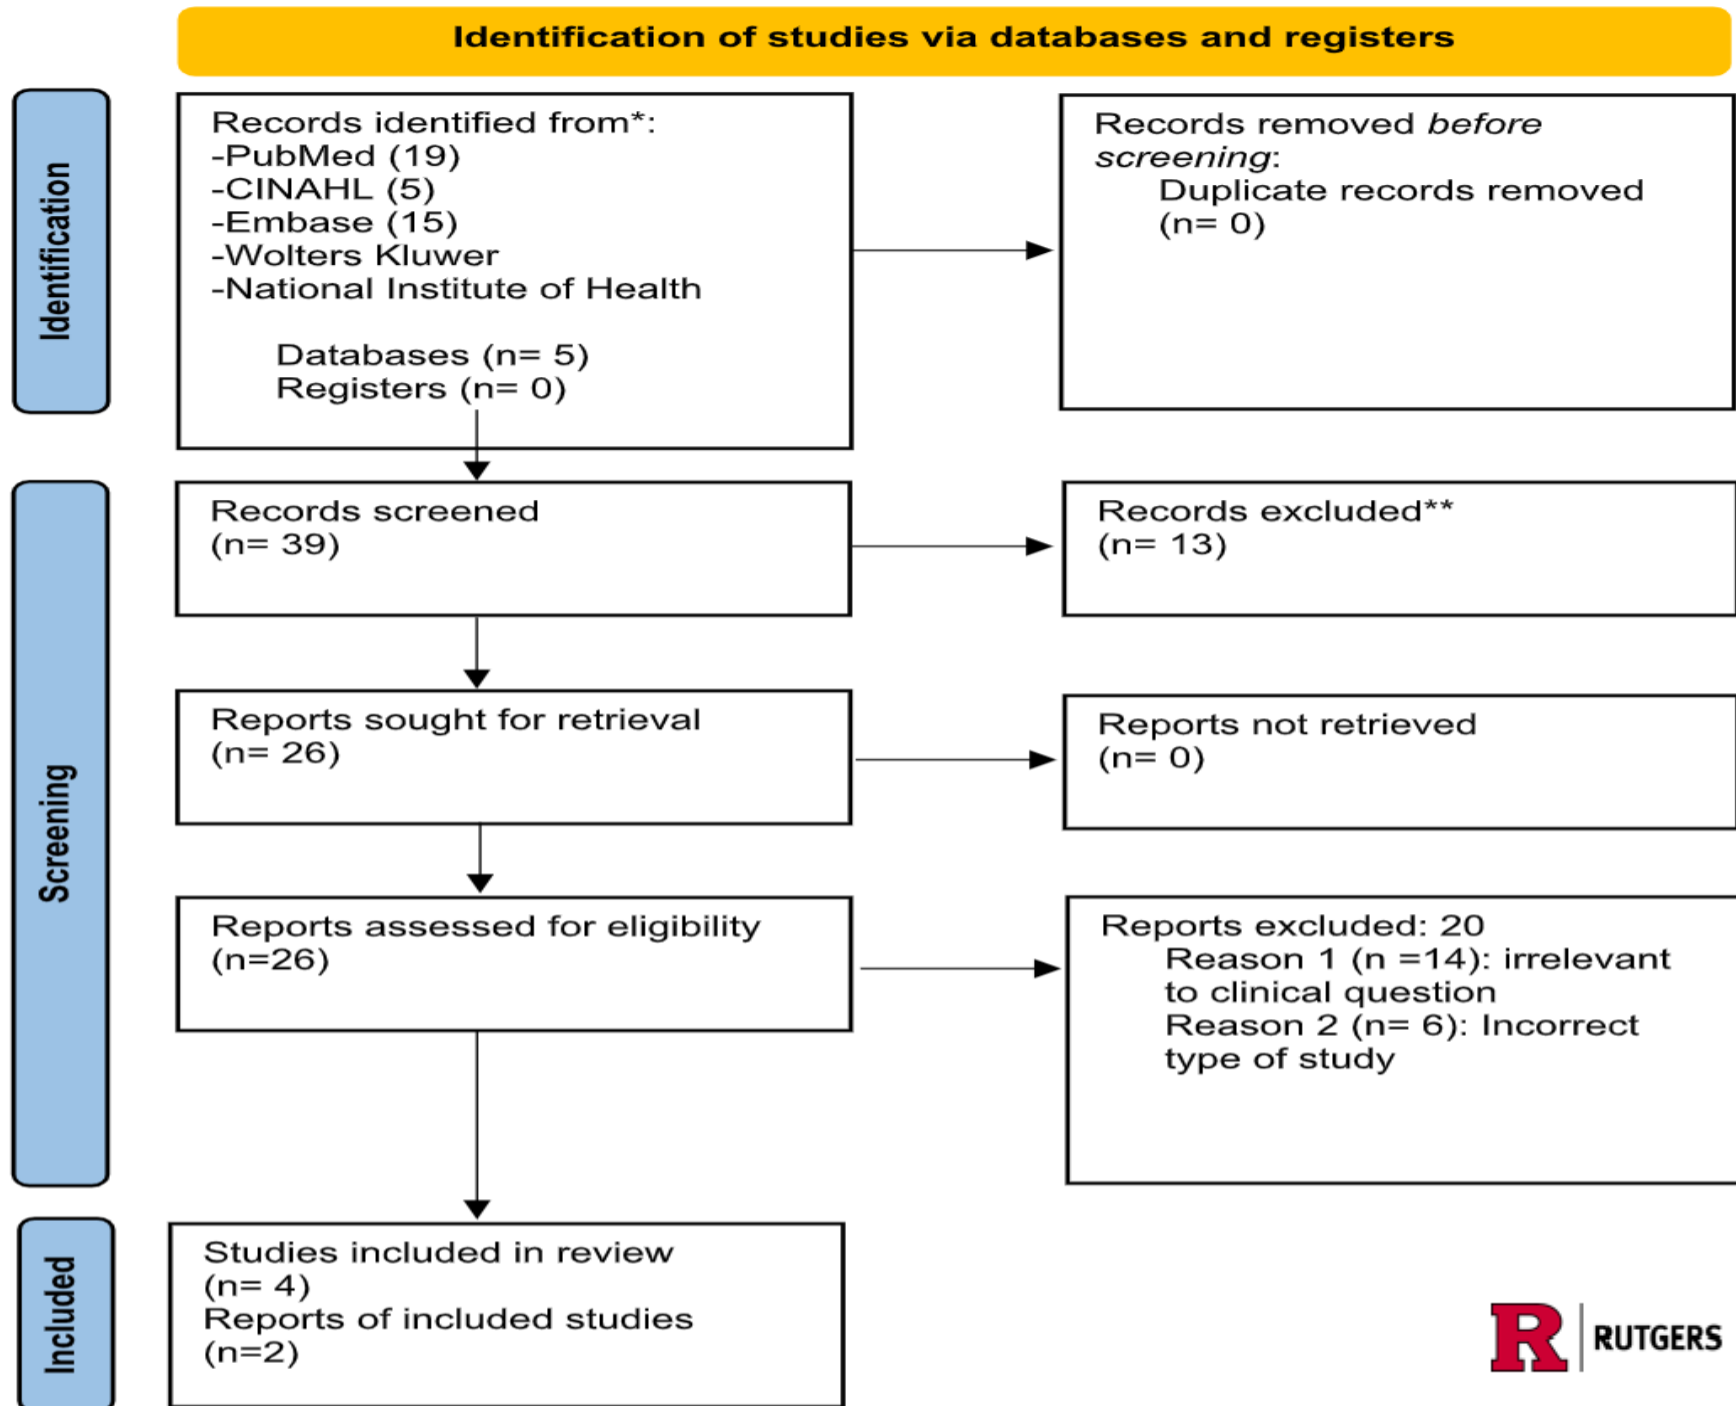 Identification of studies via databases and registers
Identification
Records identified from*:
-PubMed (19)
-CINAHL (5)
-Embase (15)
-Wolters Kluwer
-National Institute of Health
Databases (n= 5)
Registers (n= 0)
Records removed before
screening:
Duplicate records removed
(n= 0)
Screening
Records screened
(n= 39)
Records excluded**
(n= 13)
Reports sought for retrieval
(n= 26)
Reports not retrieved
(n= 0)
Reports assessed for eligibility
(n=26)
Reports excluded: 20
Reason 1 (n =14): irrelevant
to clinical question
Reason 2 (n= 6): Incorrect
type of study
Included
Studies included in review
(n= 4)
Reports of included studies
(n=2)
R RUTGERS